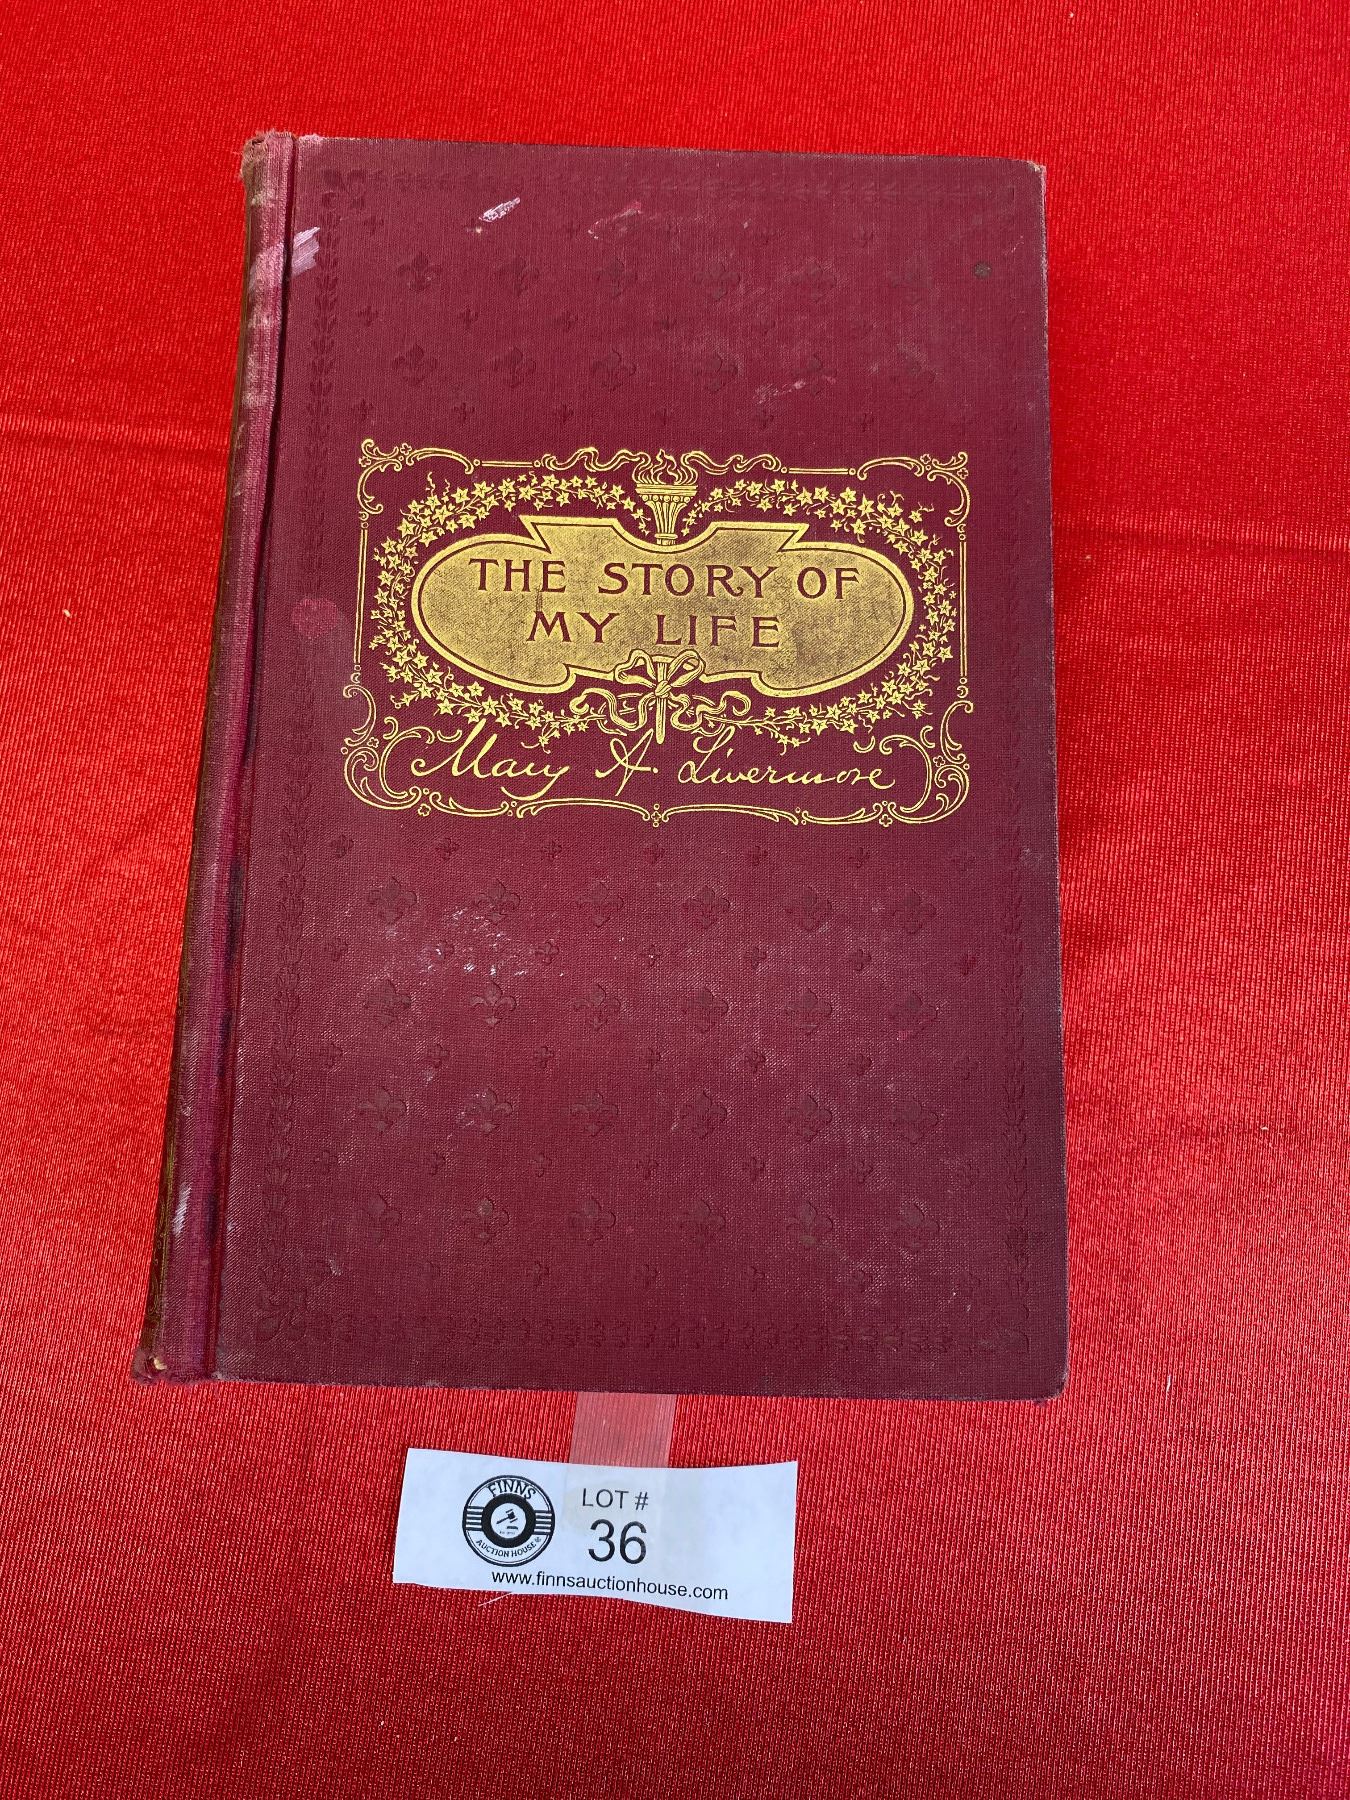 THE STORY OF
MY LIFE
Mary A. Livermore
FINNS
AUCTION HOUSE
LOT #
36
www.finnsauctionhouse.com